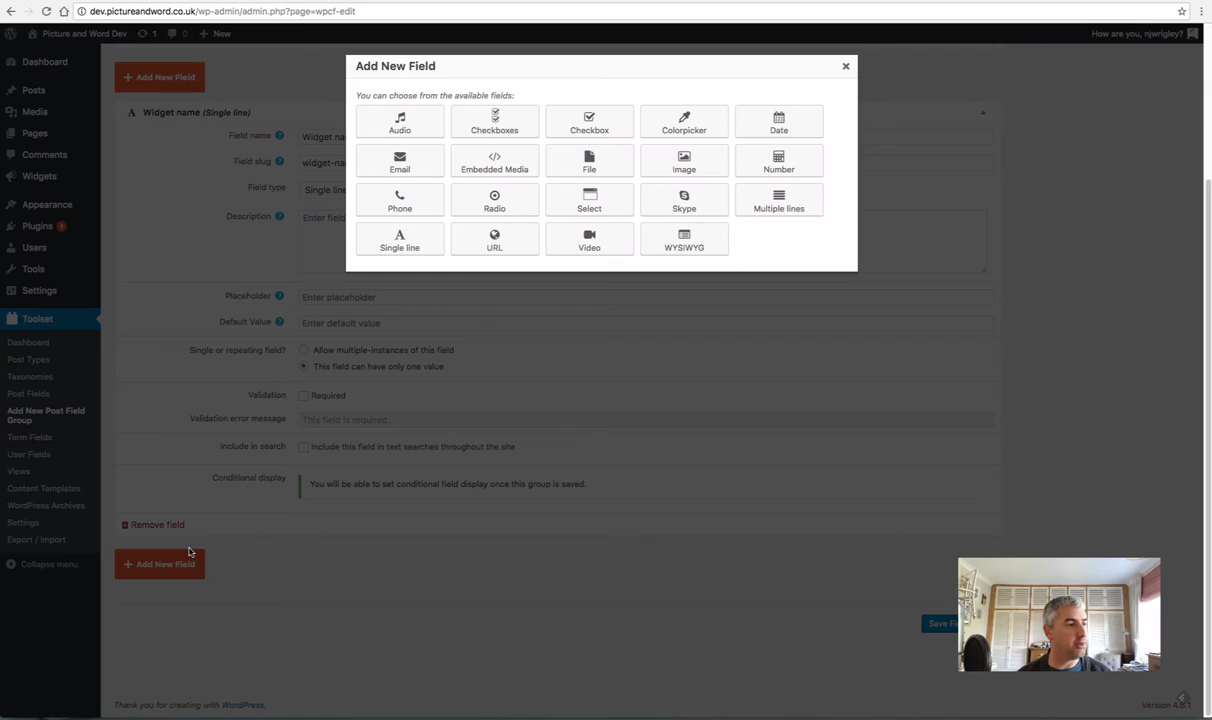 dev.pictureandword.co.uk/wp-admin/admin.php?page=wpcf-edit
Picture and Word Dev 1 0 + New How are you, njwrigley?
Dashboard
Posts
Media
Pages
Comments
Widgets
Appearance
Plugins 1
Users
Tools
Settings
Toolset
Dashboard
Post Types
Taxonomies
Post Fields
Add New Post Field
Group
Term Fields
User Fields
Views
Content Templates
WordPress Archives
Settings
Export / Import
Collapse menu
+ Add New Field
A Widget name (Single line)
Field name ? Widget
Field slug ?
Field type Single line
Description ? Enter field
Placeholder ? Enter placeholder
Default Value ? Enter default value
Single or repeating field? Allow multiple-instances of this field
This field can have only one value
Validation Required
Validation error message This field is required.
Include in search Include this field in text searches throughout the site
Conditional display You will be able to set conditional field display once this group is saved.
Remove field
+ Add New Field
Save
Thank you for creating with WordPress.
Add New Field ×
You can choose from the available fields:
Audio Checkboxes Checkbox Colorpicker Date
Email Embedded Media File Image Number
Phone Radio Select Skype Multiple lines
A
Single line URL Video WYSIWYG